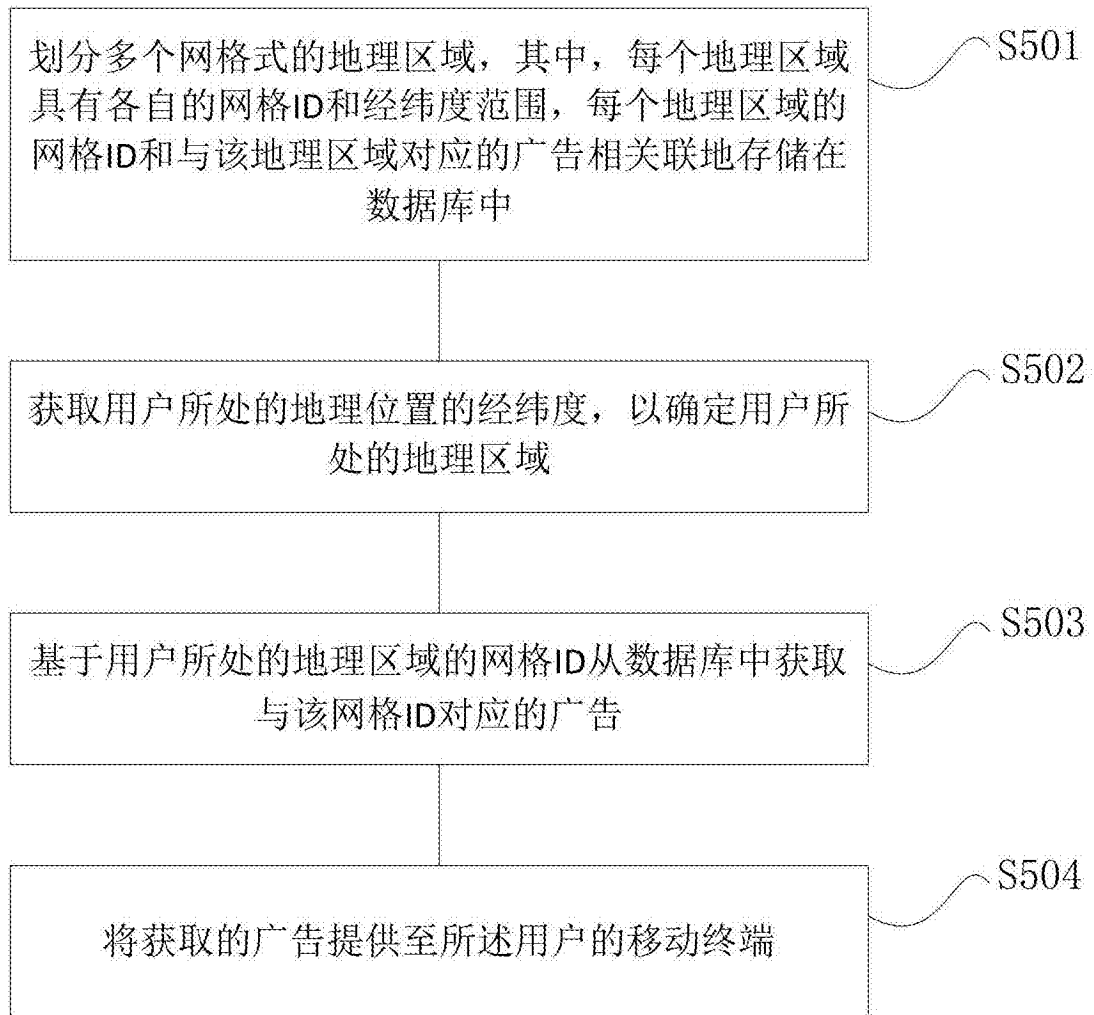 划分多个网格式的地理区域，其中，每个地理区域
具有各自的网格ID和经纬度范围，每个地理区域的
网格ID和与该地理区域对应的广告相关联地存储在
数据库中
S501
获取用户所处的地理位置的经纬度，以确定用户所
处的地理区域
S502
基于用户所处的地理区域的网格ID从数据库中获取
与该网格ID对应的广告
S503
将获取的广告提供至所述用户的移动终端
S504